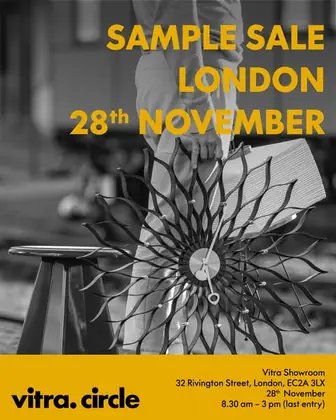 SAMPLE SALE
LONDON
28th NOVEMBER
Vitra Showroom
32 Rivington Street, London, EC2A 3LX
28th November
8.30 am – 3 pm (last entry)
vitra. circle